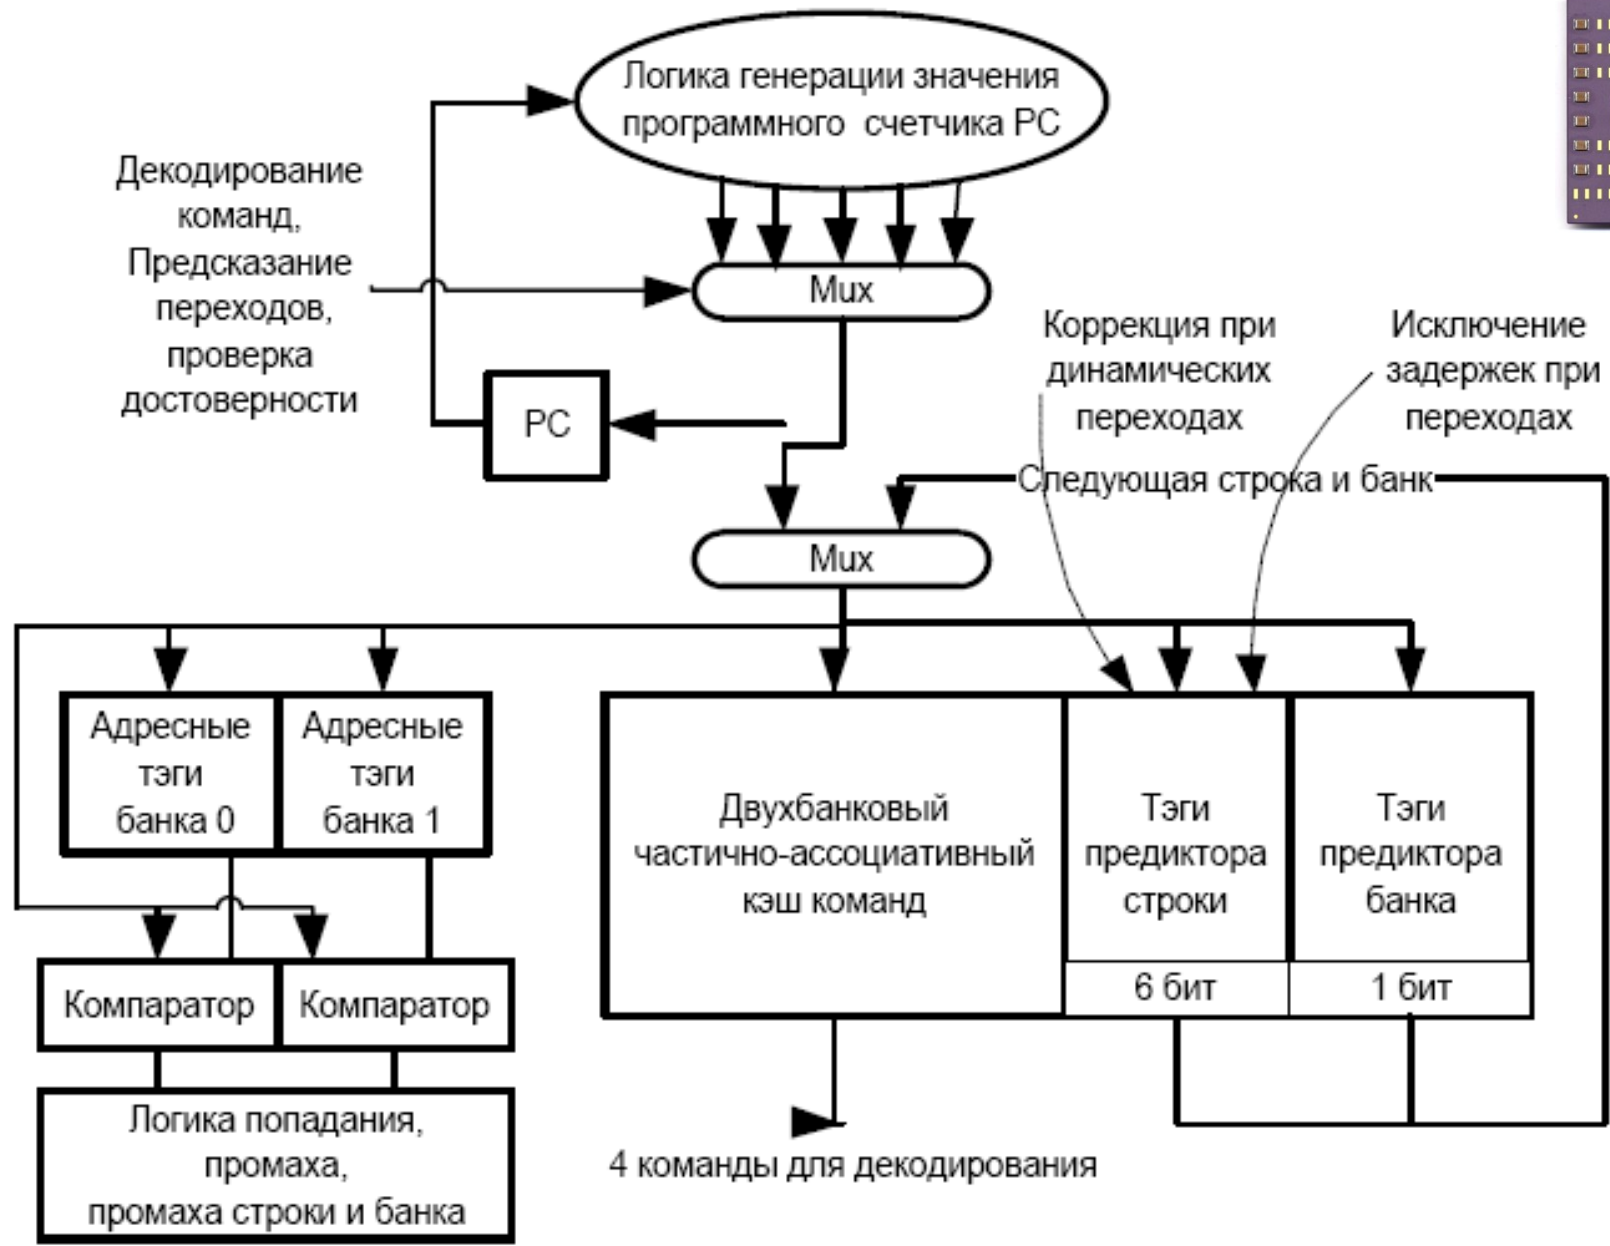 Логика генерации значения
программного счетчика PC
Декодирование
команд,
Предсказание
переходов,
проверка
достоверности
Mux
PC
Коррекция при
динамических
переходах
Исключение
задержек при
переходах
Следующая строка и банк
Mux
Адресные
тэги
банка 0
Адресные
тэги
банка 1
Двухбанковый
частично-ассоциативный
кэш команд
Тэги
предиктора
строки
Тэги
предиктора
банка
6 бит
1 бит
Компаратор
Компаратор
Логика попадания,
промаха,
промаха строки и банка
4 команды для декодирования